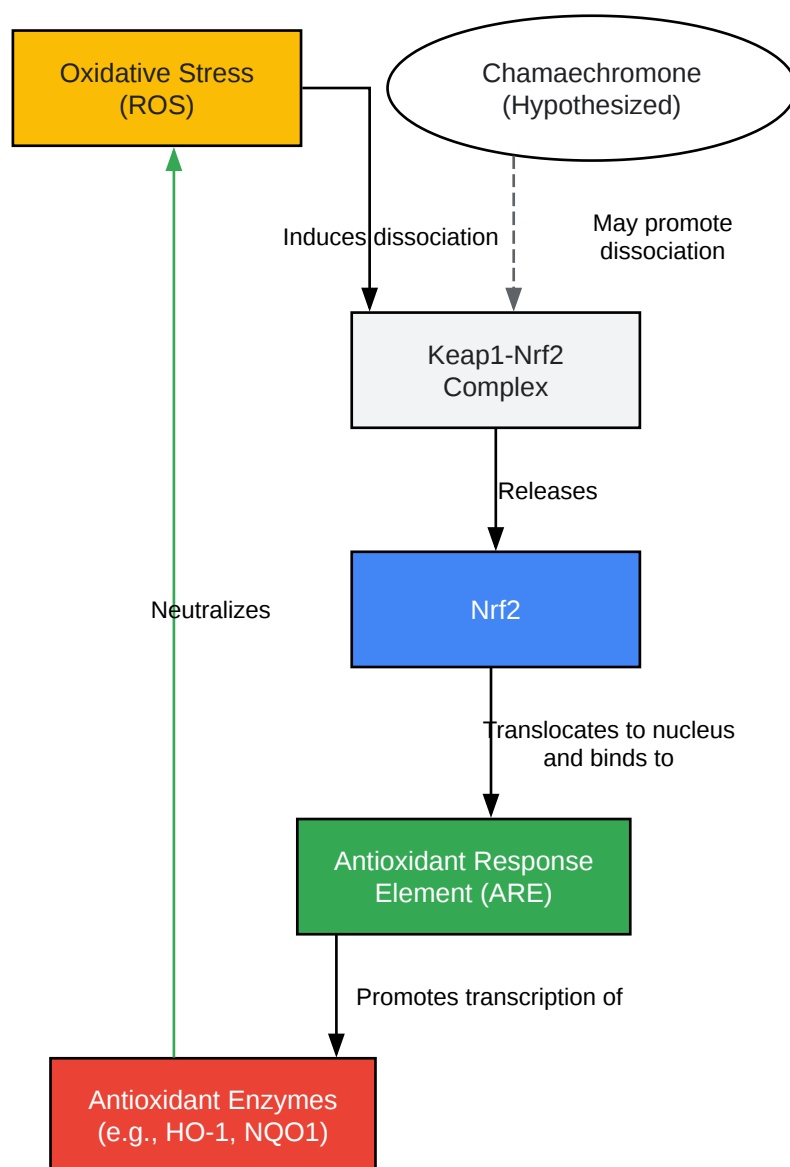 Oxidative Stress
(ROS)
Chamaechromone
(Hypothesized)
Induces dissociation
May promote
dissociation
Keap1-Nrf2
Complex
Releases
Nrf2
Neutralizes
Translocates to nucleus
and binds to
Antioxidant Response
Element (ARE)
Promotes transcription of
Antioxidant Enzymes
(e.g., HO-1, NQO1)